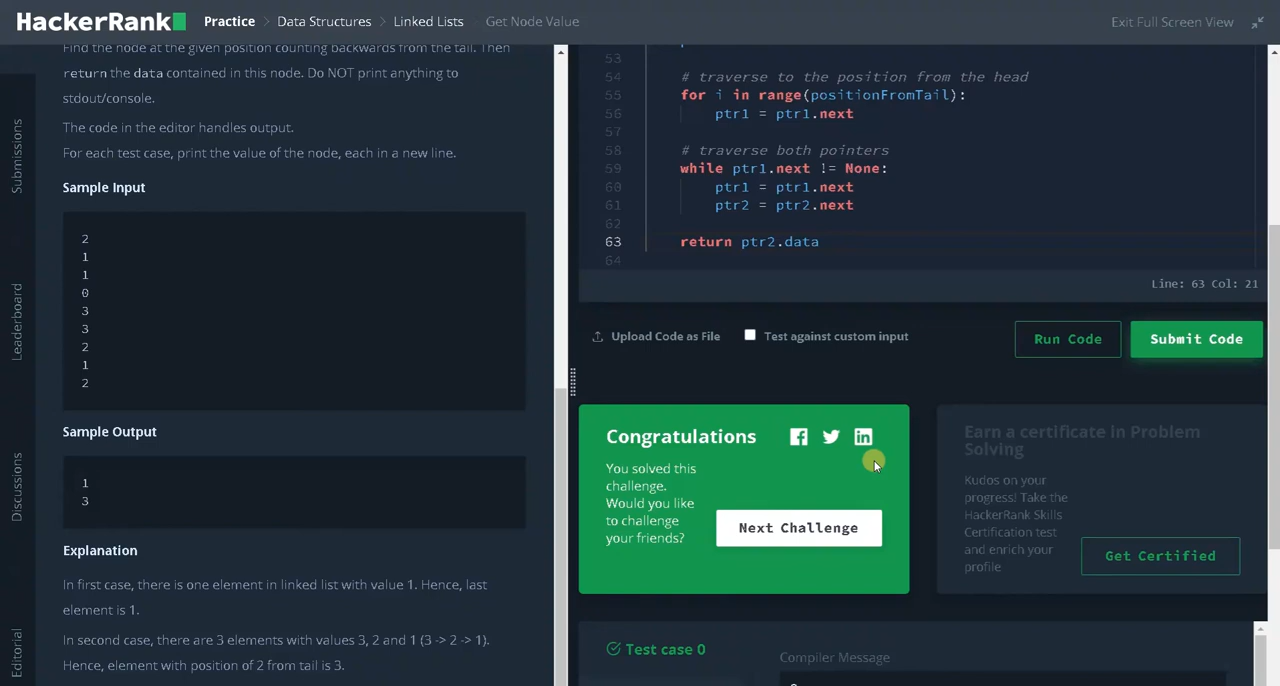 HackerRank
Practice
Data Structures
Linked Lists
Get Node Value
Exit Full Screen View
Submissions
Leaderboard
Discussions
Editorial
Find the node at the given position counting backwards from the tail. Then
return the data contained in this node. Do NOT print anything to
stdout/console.
The code in the editor handles output.
For each test case, print the value of the node, each in a new line.
Sample Input
2
1
1
0
3
3
2
1
2
Sample Output
1
3
Explanation
In first case, there is one element in linked list with value 1. Hence, last
element is 1.
In second case, there are 3 elements with values 3, 2 and 1 (3 -> 2 -> 1).
Hence, element with position of 2 from tail is 3.
53
54 # traverse to the position from the head
55 for i in range(positionFromTail):
56 ptr1 = ptr1.next
57
58 # traverse both pointers
59 while ptr1.next != None:
60 ptr1 = ptr1.next
61 ptr2 = ptr2.next
62
63 return ptr2.data
64
Line: 63 Col: 21
Upload Code as File
Test against custom input
Run Code
Submit Code
Congratulations
You solved this
challenge.
Would you like
to challenge
your friends?
Next Challenge
Earn a certificate in Problem
Solving
Kudos on your
progress! Take the
HackerRank Skills
Certification test
and enrich your
profile
Get Certified
Test case 0
Compiler Message